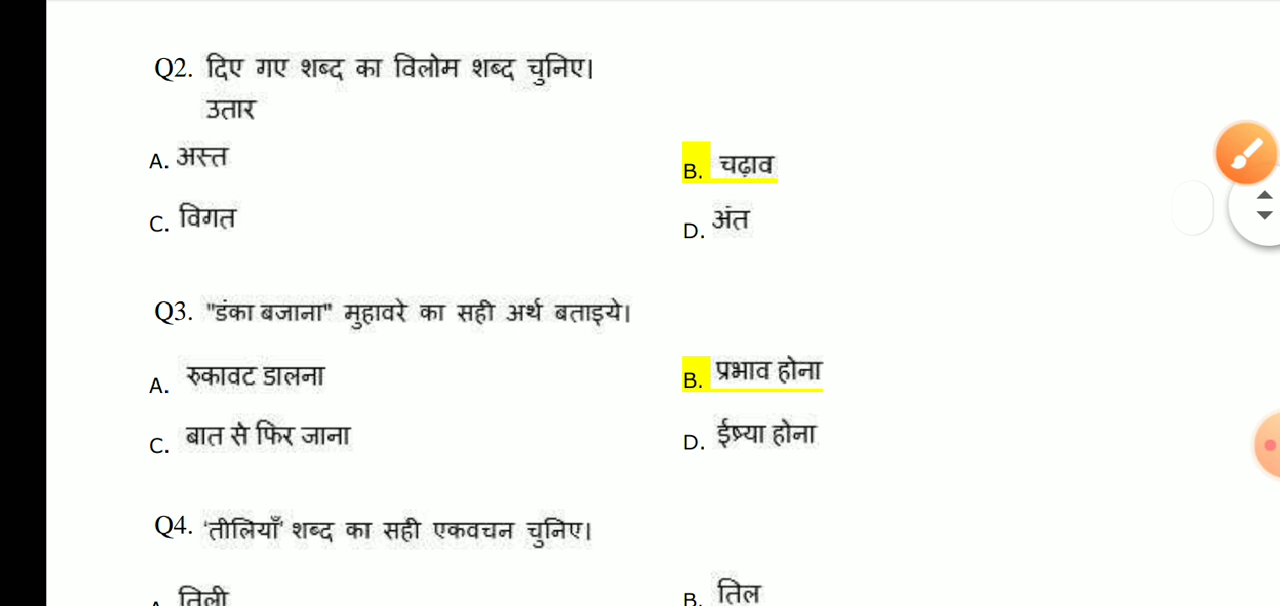 Q2. दिए गए शब्द का विलोम शब्द चुनिए।
उतार
A. अस्त
B. चढ़ाव
C. विगत
D. अंत
Q3. "डंका बजाना" मुहावरे का सही अर्थ बताइये।
A. रुकावट डालना
B. प्रभाव होना
C. बात से फिर जाना
D. ईष्र्या होना
Q4. 'तीलियाँ' शब्द का सही एकवचन चुनिए।
A. तिली
B. तिल